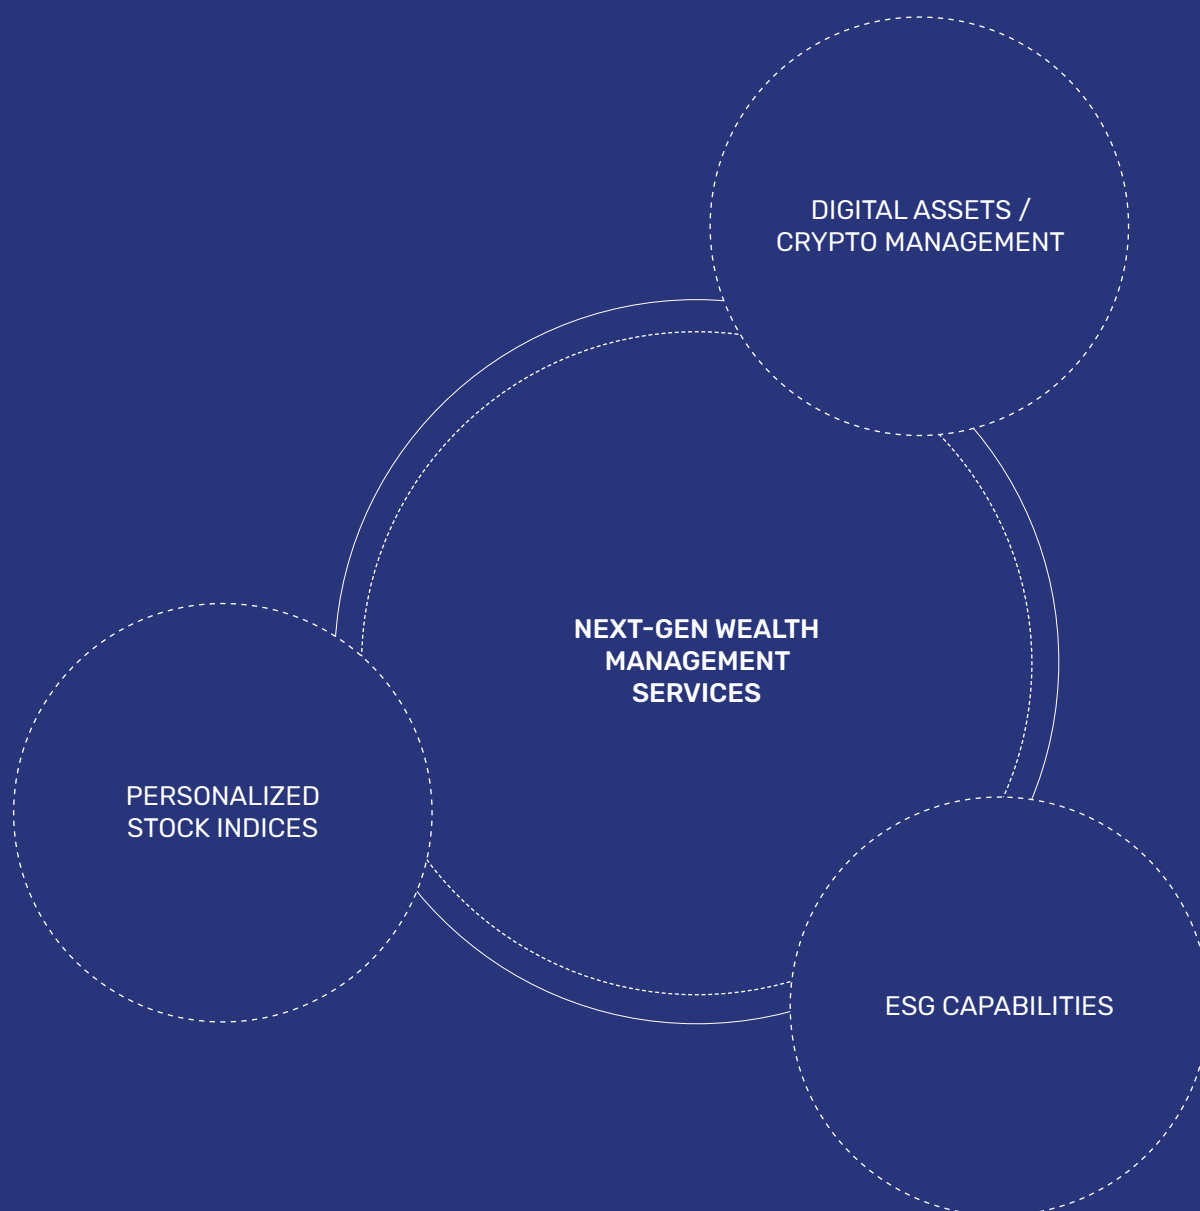 DIGITAL ASSETS /
CRYPTO MANAGEMENT
NEXT-GEN WEALTH
MANAGEMENT
SERVICES
PERSONALIZED
STOCK INDICES
ESG CAPABILITIES